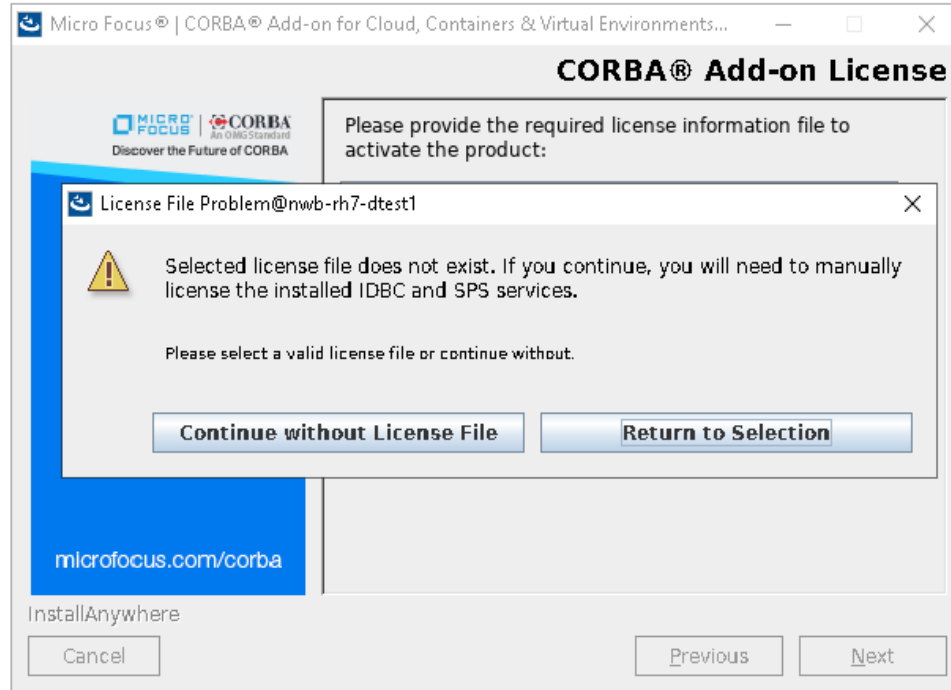 Micro Focus® | CORBA® Add-on for Cloud, Containers & Virtual Environments...
CORBA® Add-on License
MICRO FOCUS | CORBA
An OMG Standard
Discover the Future of CORBA
Please provide the required license information file to
activate the product:
License File Problem@nwb-rh7-dtest1
Selected license file does not exist. If you continue, you will need to manually
license the installed IDBC and SPS services.
Please select a valid license file or continue without.
Continue without License File
Return to Selection
microfocus.com/corba
InstallAnywhere
Cancel
Previous
Next